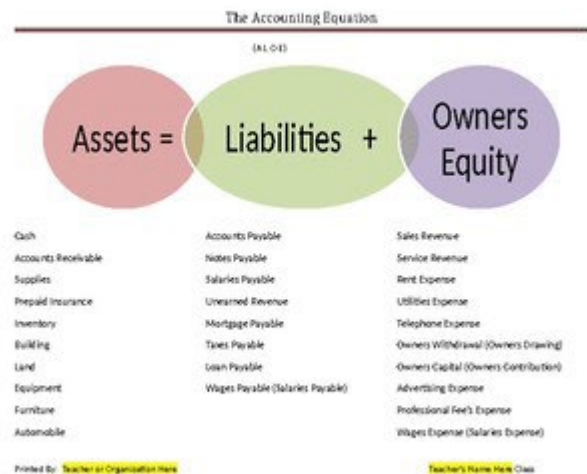 The Accounting Equation
Assets = Liabilities + Owners Equity
Cash
Accounts Receivable
Supplies
Prepaid Insurance
Inventory
Building
Land
Equipment
Furniture
Automobile
Accounts Payable
Notes Payable
Salaries Payable
Unearned Revenue
Mortgage Payable
Taxes Payable
Loan Payable
Wages Payable (Salaries Payable)
Sales Revenue
Service Revenue
Rent Expense
Utilities Expense
Telephone Expense
Owners Withdrawal (Owners Drawing)
Owners Capital (Owners Contribution)
Advertising Expense
Professional Fee's Expense
Wages Expense (Salaries Expense)
Printed By: Teacher or Organization Here
Teacher's Name Here Class